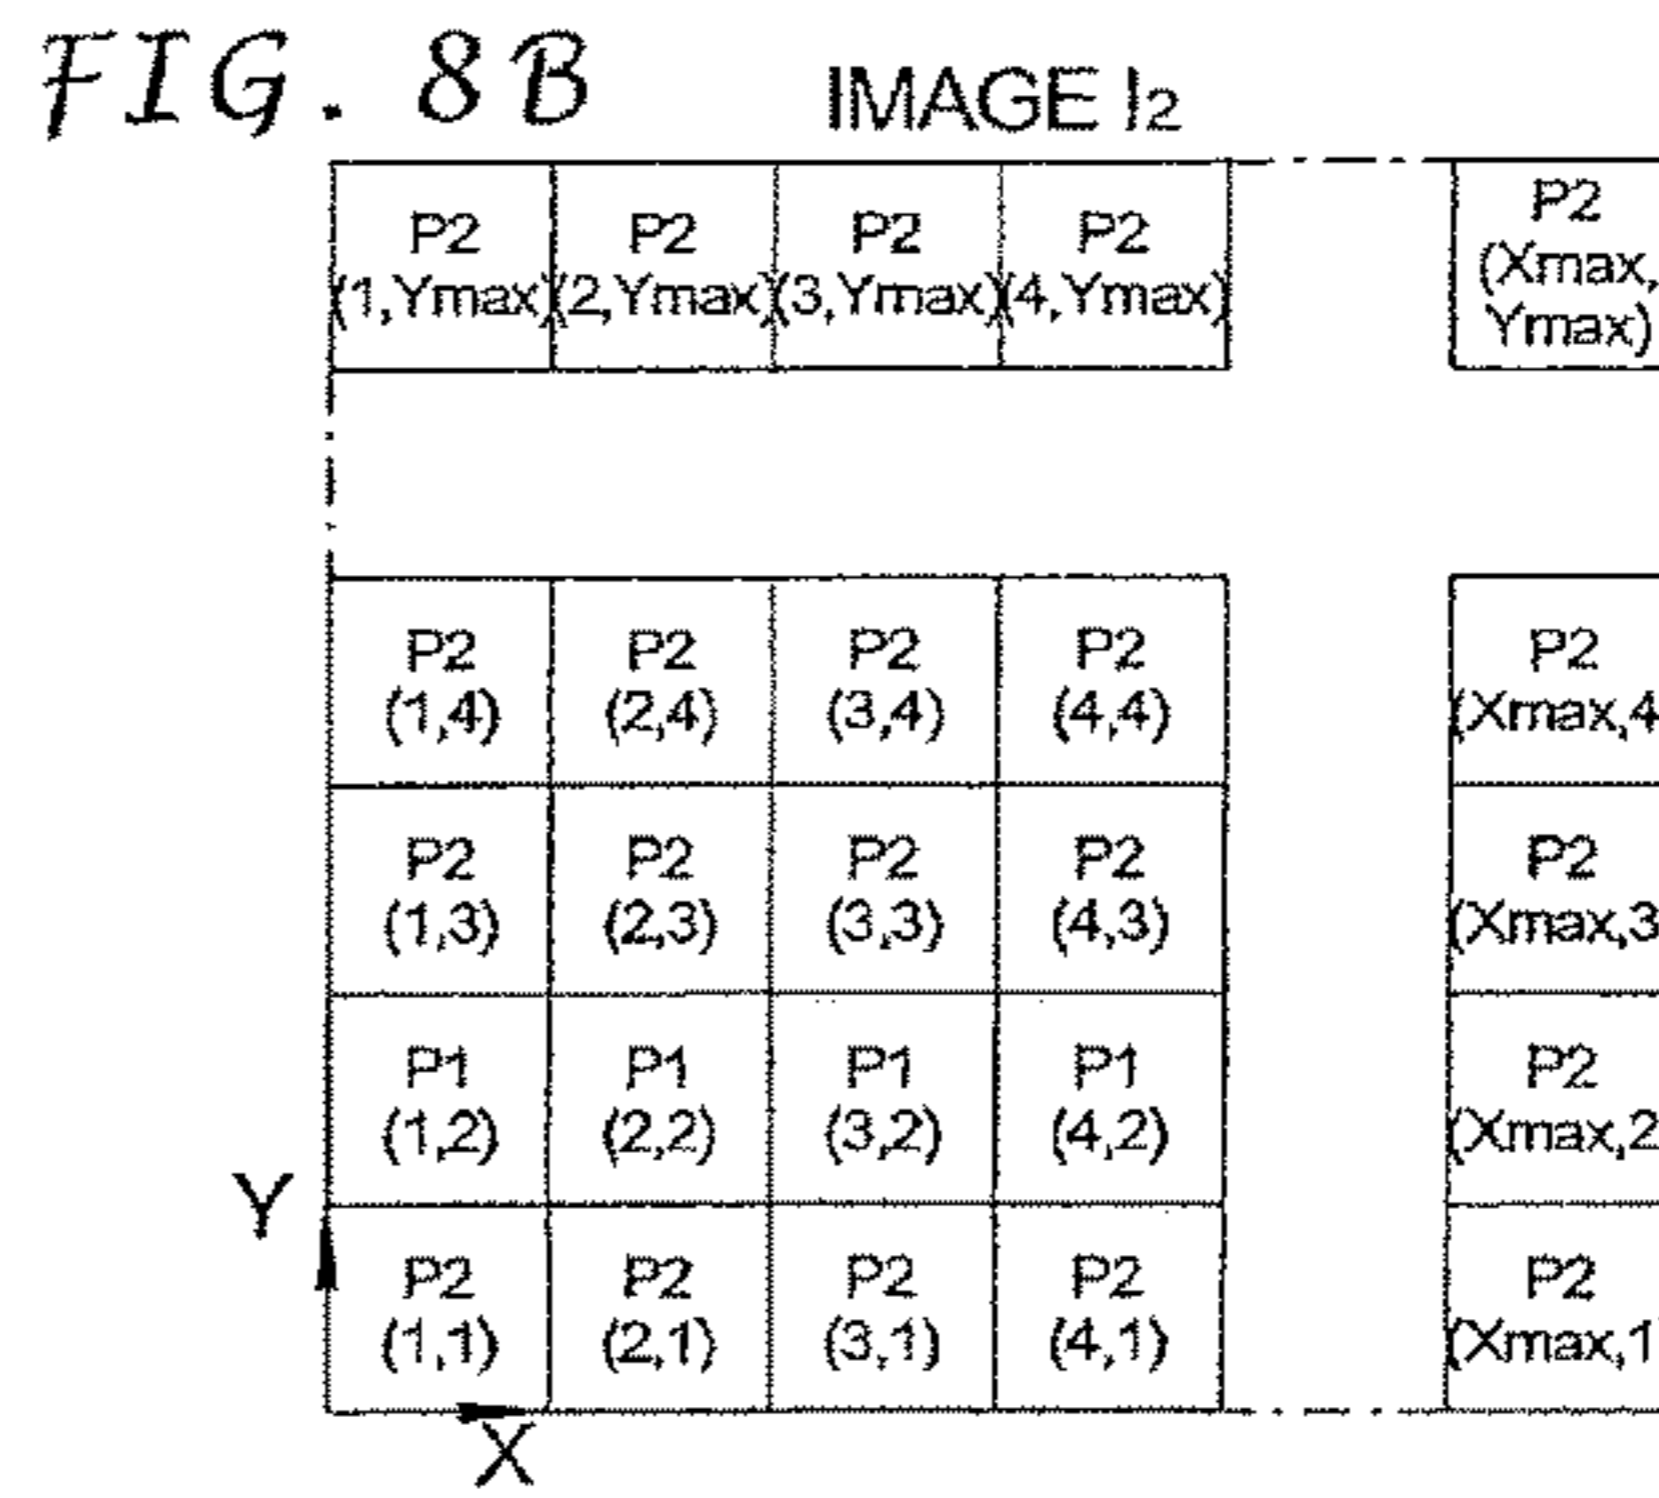 FIG. 8B
IMAGE I2
P2 P2 P2 P2 P2
(1,Ymax) (2,Ymax) (3,Ymax) (4,Ymax) (Xmax,
Ymax)
P2 P2 P2 P2 P2
(1,4) (2,4) (3,4) (4,4) (Xmax,4
P2 P2 P2 P2 P2
(1,3) (2,3) (3,3) (4,3) (Xmax,3
P1 P1 P1 P1 P2
(1,2) (2,2) (3,2) (4,2) (Xmax,2
Y
P2 P2 P2 P2 P2
(1,1) (2,1) (3,1) (4,1) (Xmax,1
X